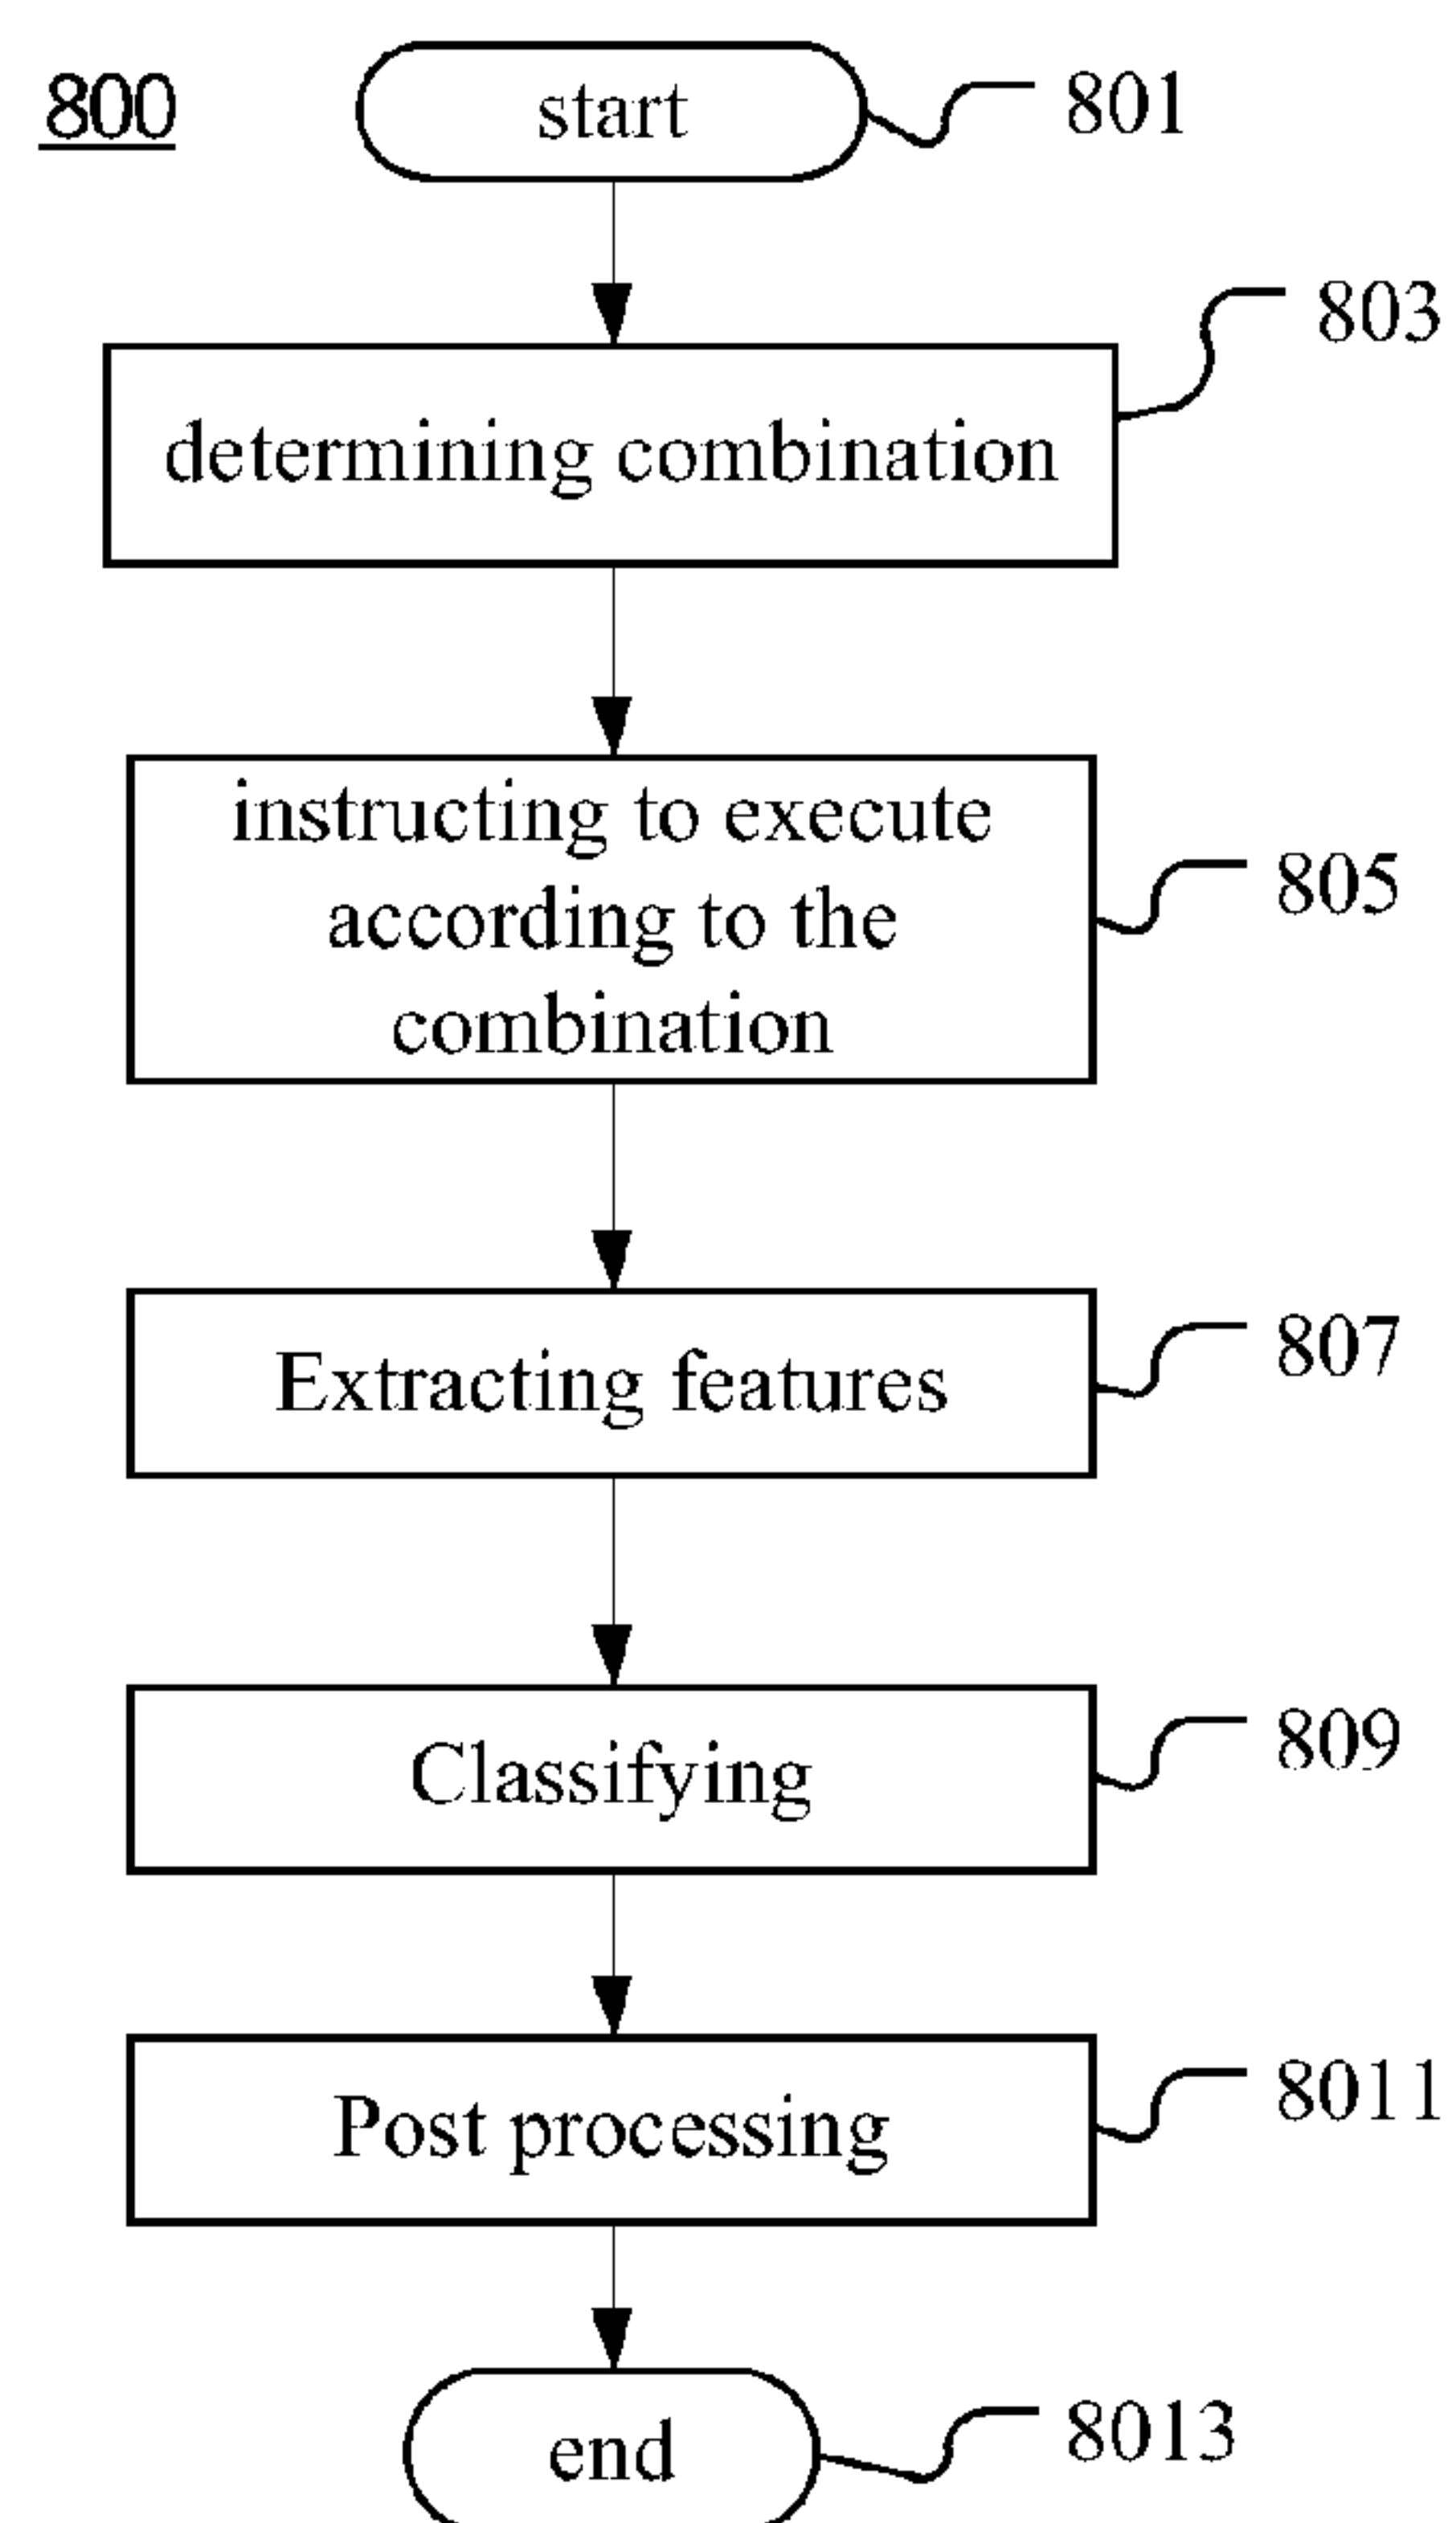 800
start
801
803
determining combination
instructing to execute
according to the
combination
805
Extracting features
807
Classifying
809
Post processing
8011
end
8013